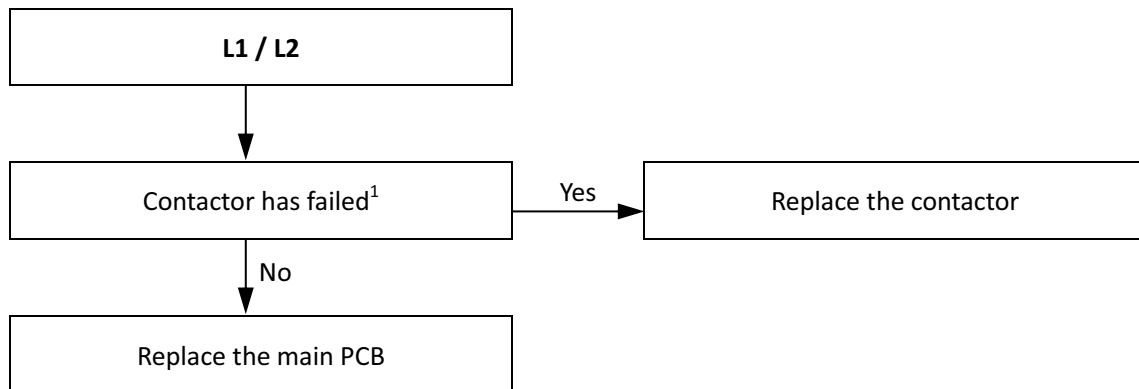 L1 / L2
Contactor has failed¹
Yes
Replace the contactor
No
Replace the main PCB